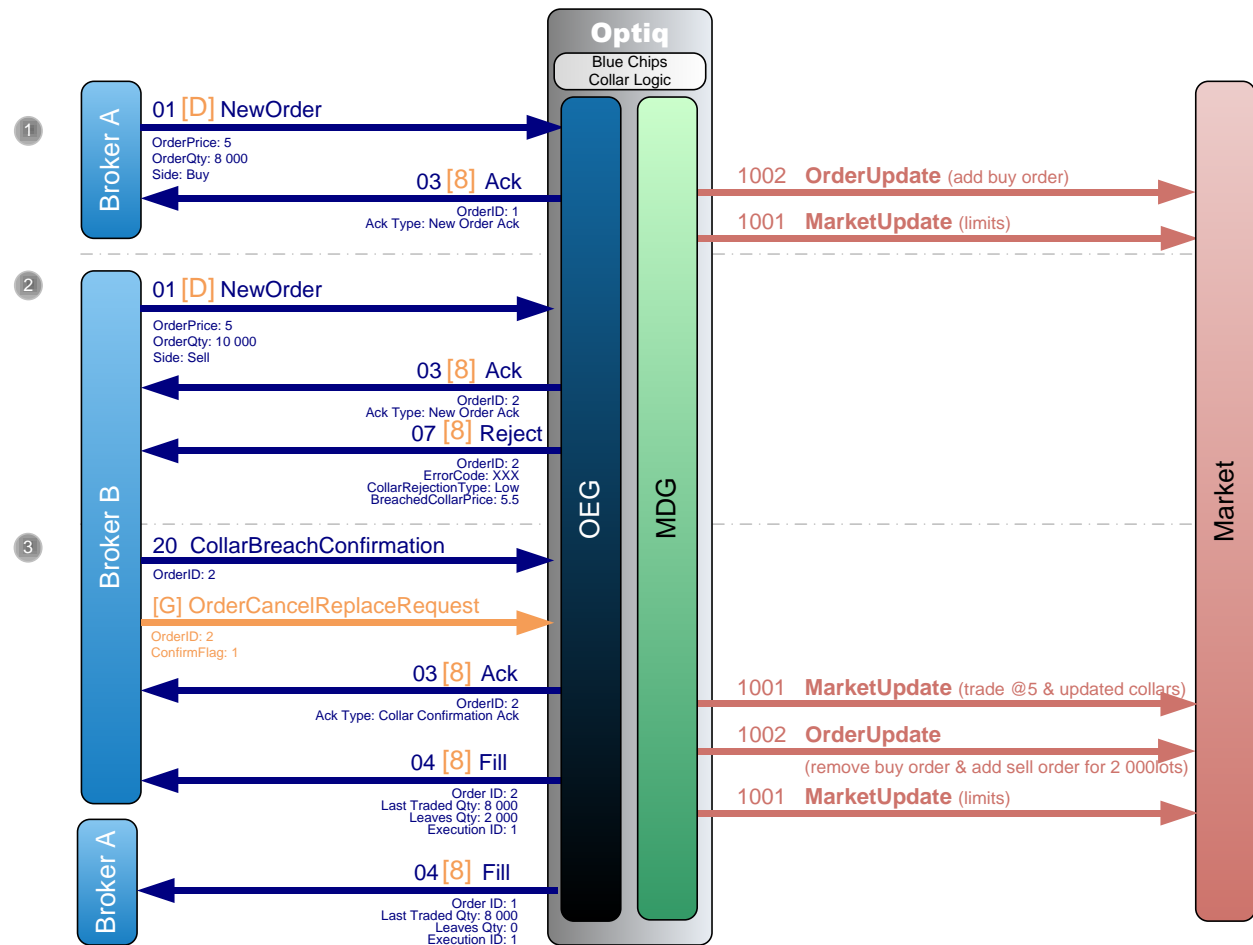 Optiq
Blue Chips
Collar Logic
1
Broker A
01 [D] NewOrder
OrderPrice: 5
OrderQty: 8 000
Side: Buy
03 [8] Ack
OrderID: 1
Ack Type: New Order Ack
1002 OrderUpdate (add buy order)
1001 MarketUpdate (limits)
2
Broker B
01 [D] NewOrder
OrderPrice: 5
OrderQty: 10 000
Side: Sell
03 [8] Ack
OrderID: 2
Ack Type: New Order Ack
07 [8] Reject
OrderID: 2
ErrorCode: XXX
CollarRejectionType: Low
BreachedCollarPrice: 5.5
OEG
MDG
Market
3
20 CollarBreachConfirmation
OrderID: 2
[G] OrderCancelReplaceRequest
OrderID: 2
ConfirmFlag: 1
03 [8] Ack
OrderID: 2
Ack Type: Collar Confirmation Ack
1001 MarketUpdate (trade @5 & updated collars)
1002 OrderUpdate
(remove buy order & add sell order for 2 000lots)
1001 MarketUpdate (limits)
04 [8] Fill
Order ID: 2
Last Traded Qty: 8 000
Leaves Qty: 2 000
Execution ID: 1
Broker A
04 [8] Fill
Order ID: 1
Last Traded Qty: 8 000
Leaves Qty: 0
Execution ID: 1